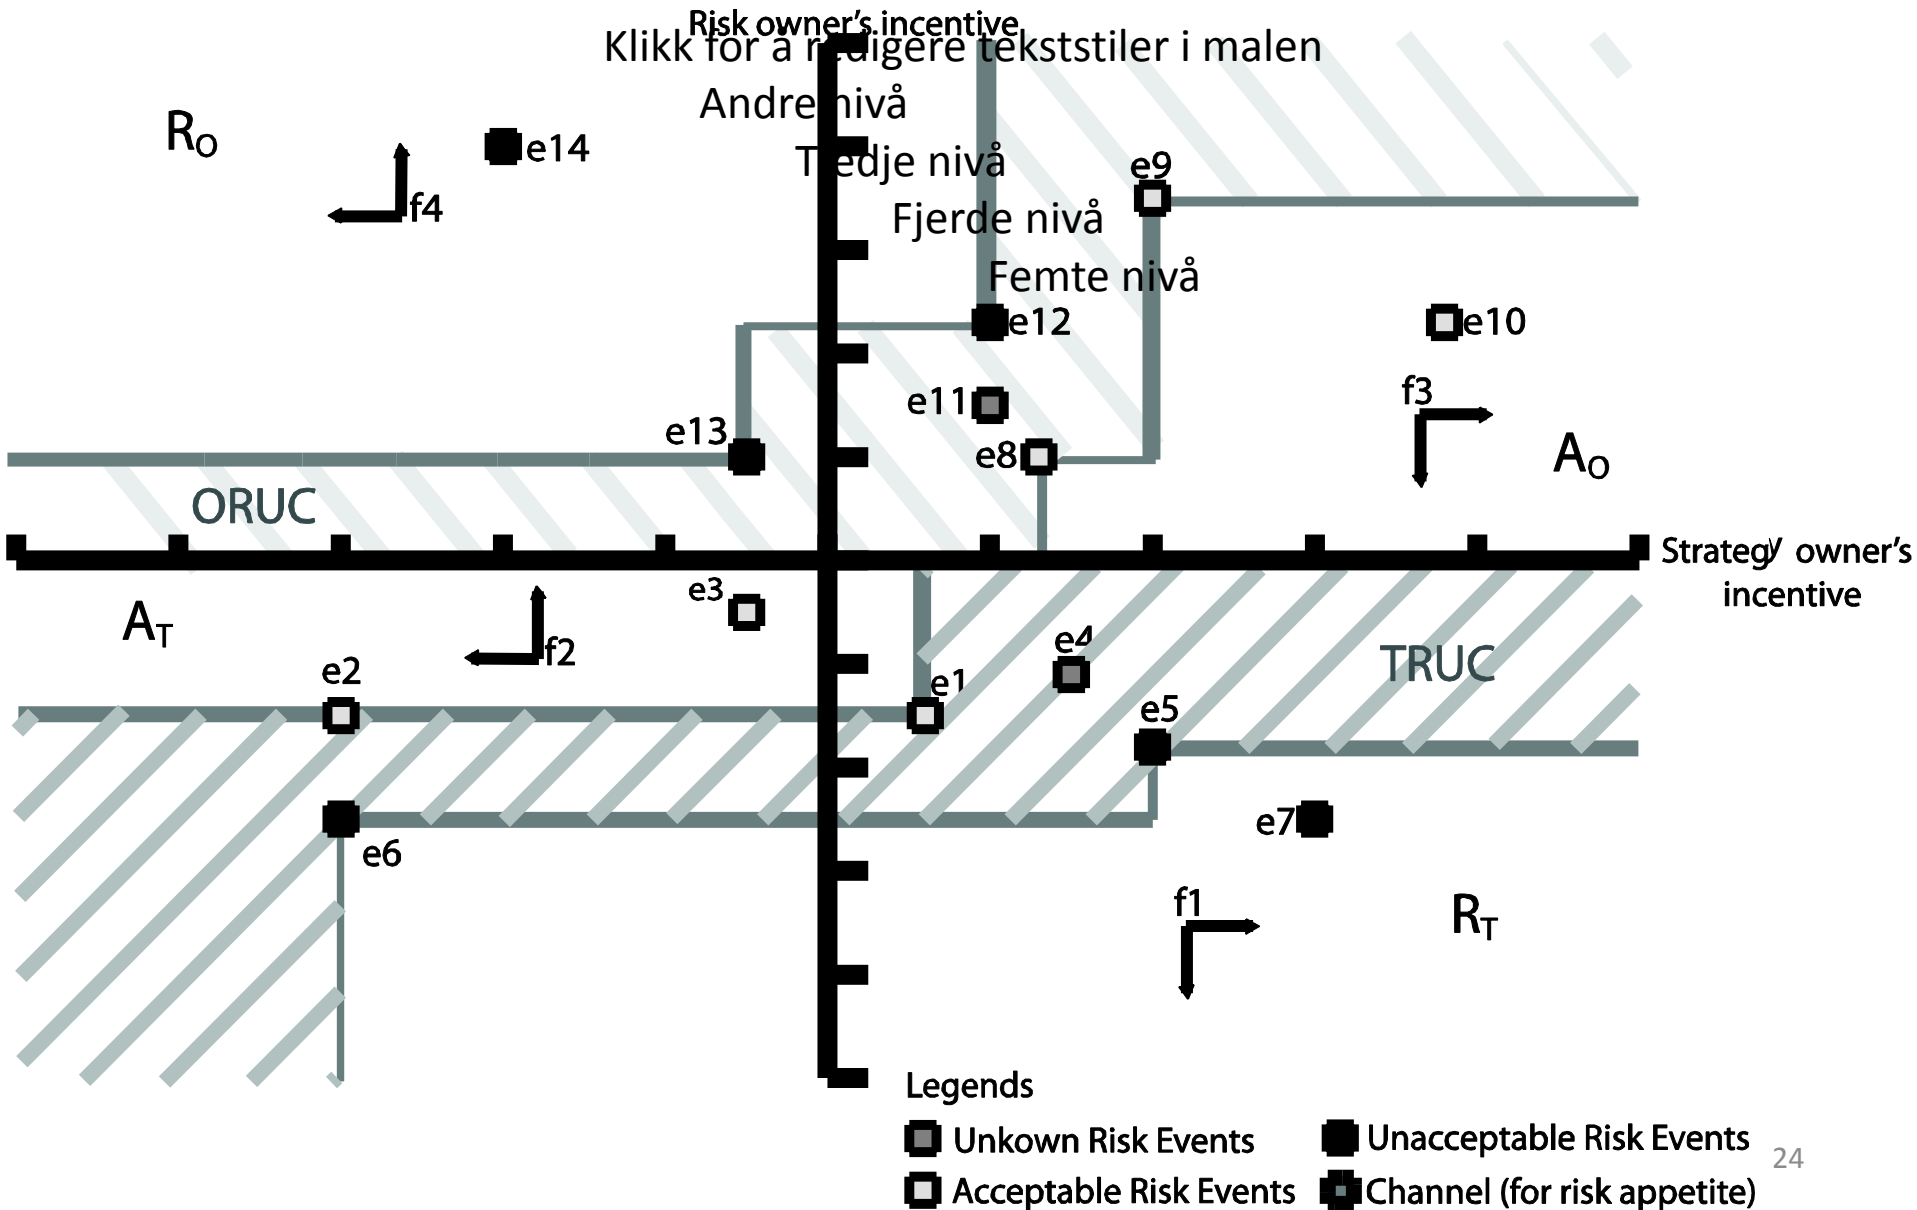 Risk owner's incentive
Klikk for å redigere tekststiler i malen
Andre nivå
Tredje nivå
Fjerde nivå
Femte nivå
RO
e14
f4
e9
e12
e10
e11
f3
e13
e8
AO
ORUC
Strategy owner's
incentive
e3
AT
f2
e4
TRUC
e2
e1
e5
e7
e6
f1
RT
Legends
Unkown Risk Events
Unacceptable Risk Events
Acceptable Risk Events
Channel (for risk appetite)
24